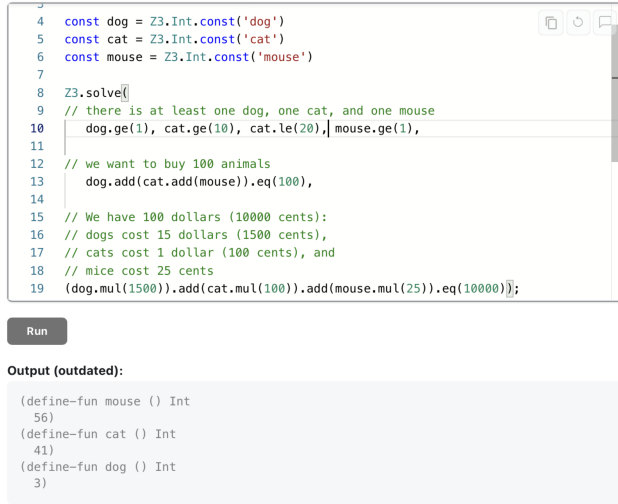 4 const dog = Z3.Int.const('dog')
5 const cat = Z3.Int.const('cat')
6 const mouse = Z3.Int.const('mouse')
7
8 Z3.solve(
9 // there is at least one dog, one cat, and one mouse
10 dog.ge(1), cat.ge(10), cat.le(20), mouse.ge(1),
11
12 // we want to buy 100 animals
13 dog.add(cat.add(mouse)).eq(100),
14
15 // We have 100 dollars (10000 cents):
16 // dogs cost 15 dollars (1500 cents),
17 // cats cost 1 dollar (100 cents), and
18 // mice cost 25 cents
19 (dog.mul(1500)).add(cat.mul(100)).add(mouse.mul(25)).eq(10000));
Run
Output (outdated):
(define-fun mouse () Int
56)
(define-fun cat () Int
41)
(define-fun dog () Int
3)